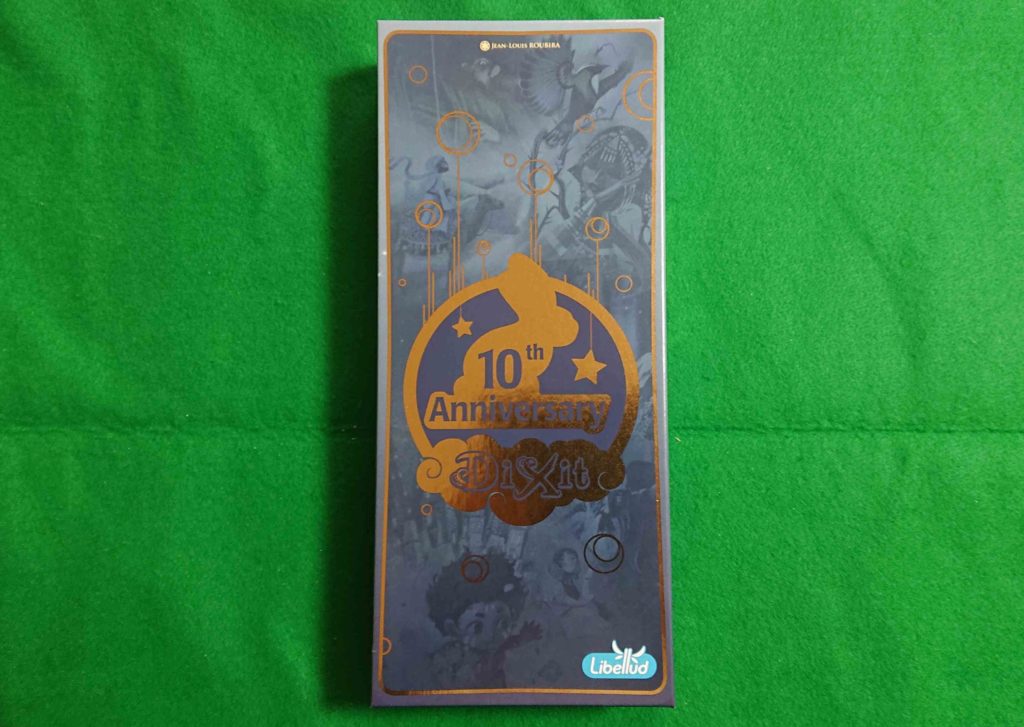 JEAN-LOUIS ROUBIRA
10th
Anniversary
DiXit
Libellud